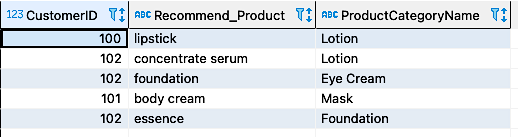 123 CustomerID ABC Recommend_Product ABC ProductCategoryName
100 lipstick Lotion
102 concentrate serum Lotion
102 foundation Eye Cream
101 body cream Mask
102 essence Foundation